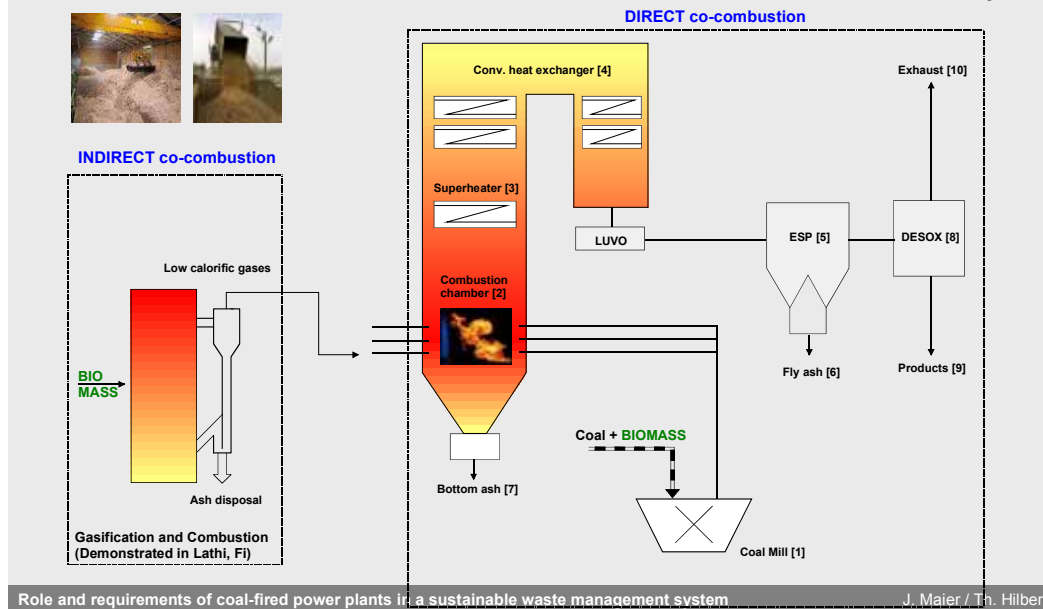 DIRECT co-combustion
Conv. heat exchanger [4]
Exhaust [10]
INDIRECT co-combustion
Superheater [3]
LUVO
ESP [5]
DESOX [8]
Low calorific gases
Combustion
chamber [2]
BIO
MASS
Fly ash [6]
Products [9]
Coal + BIOMASS
Bottom ash [7]
Ash disposal
Gasification and Combustion
(Demonstrated in Lathi, Fi)
Coal Mill [1]
Role and requirements of coal-fired power plants in a sustainable waste management system
J. Maier / Th. Hilber